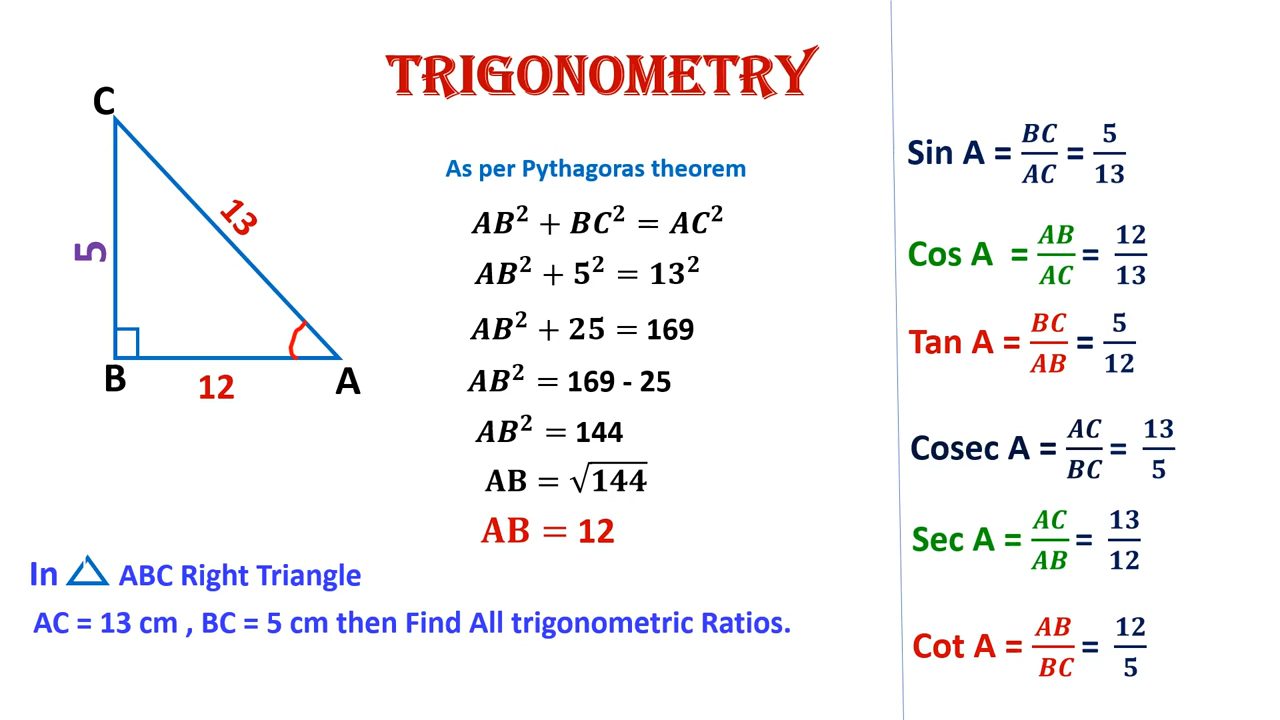 TRIGONOMETRY
C
13
5
B
12
A
As per Pythagoras theorem
AB² + BC² = AC²
AB² + 5² = 13²
AB² + 25 = 169
AB² = 169 - 25
AB² = 144
AB = √144
AB = 12
In △ ABC Right Triangle
AC = 13 cm , BC = 5 cm then Find All trigonometric Ratios.
Sin A = BC/AC = 5/13
Cos A = AB/AC = 12/13
Tan A = BC/AB = 5/12
Cosec A = AC/BC = 13/5
Sec A = AC/AB = 13/12
Cot A = AB/BC = 12/5